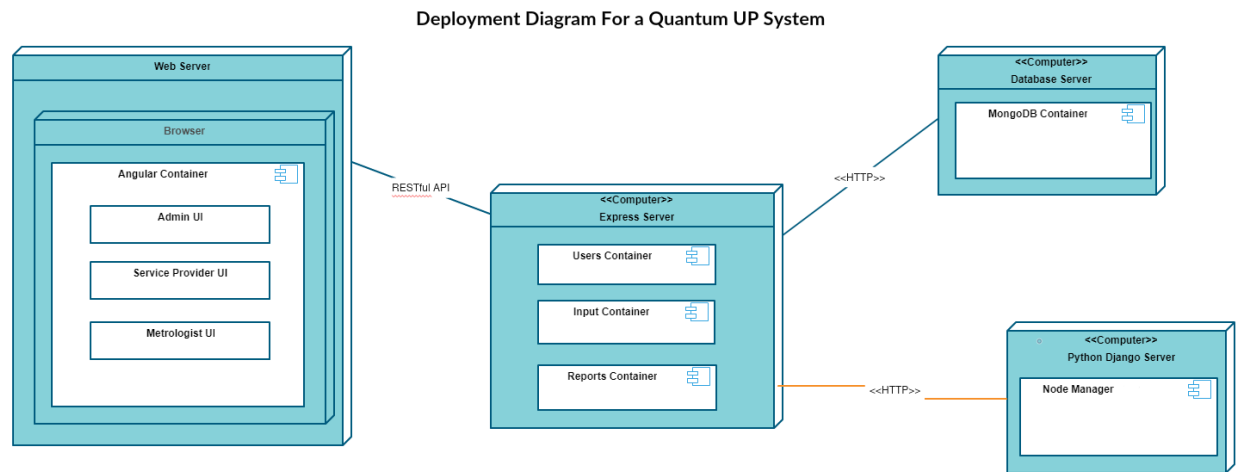 Deployment Diagram For a Quantum UP System
Web Server
Browser
Angular Container
Admin UI
Service Provider UI
Metrologist UI
RESTful API
<<Computer>>
Express Server
Users Container
Input Container
Reports Container
<<HTTP>>
<<Computer>>
Database Server
MongoDB Container
<<HTTP>>
<<Computer>>
Python Django Server
Node Manager